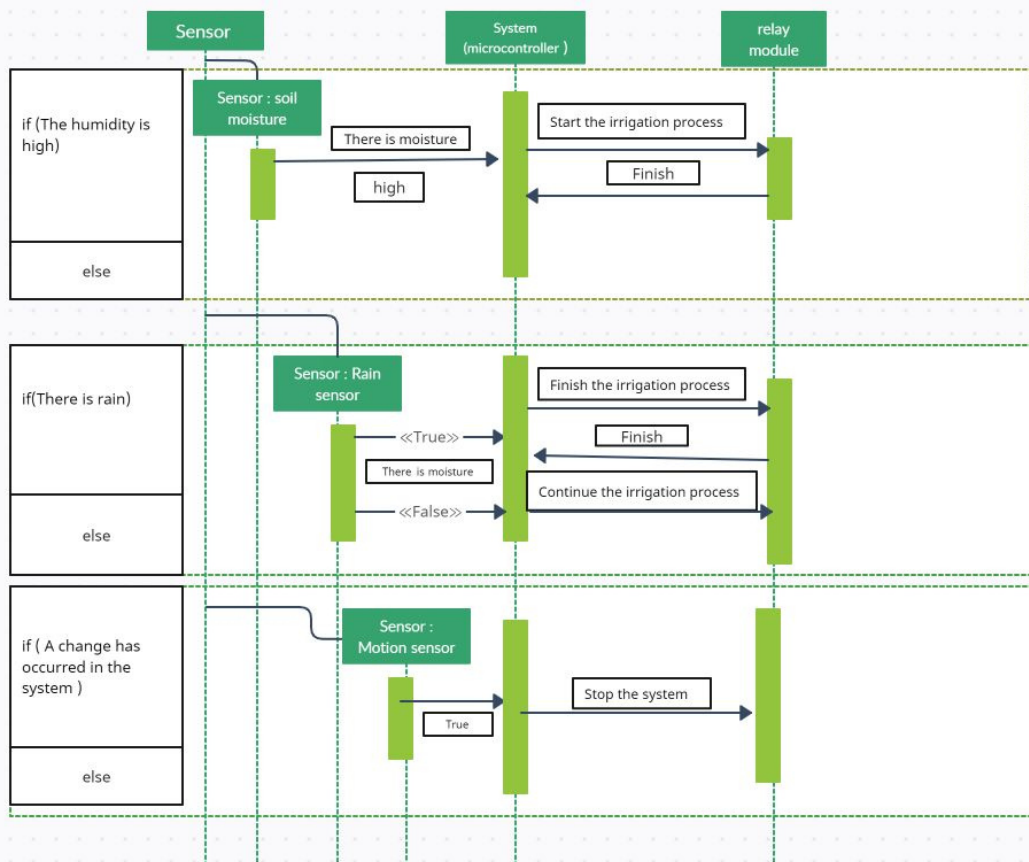 Sensor
System
(microcontroller )
relay
module
if (The humidity is
high)
Sensor : soil
moisture
There is moisture
high
Start the irrigation process
Finish
else
if(There is rain)
Sensor : Rain
sensor
Finish the irrigation process
≪True≫
Finish
There is moisture
Continue the irrigation process
≪False≫
else
if ( A change has
occurred in the
system )
Sensor :
Motion sensor
True
Stop the system
else